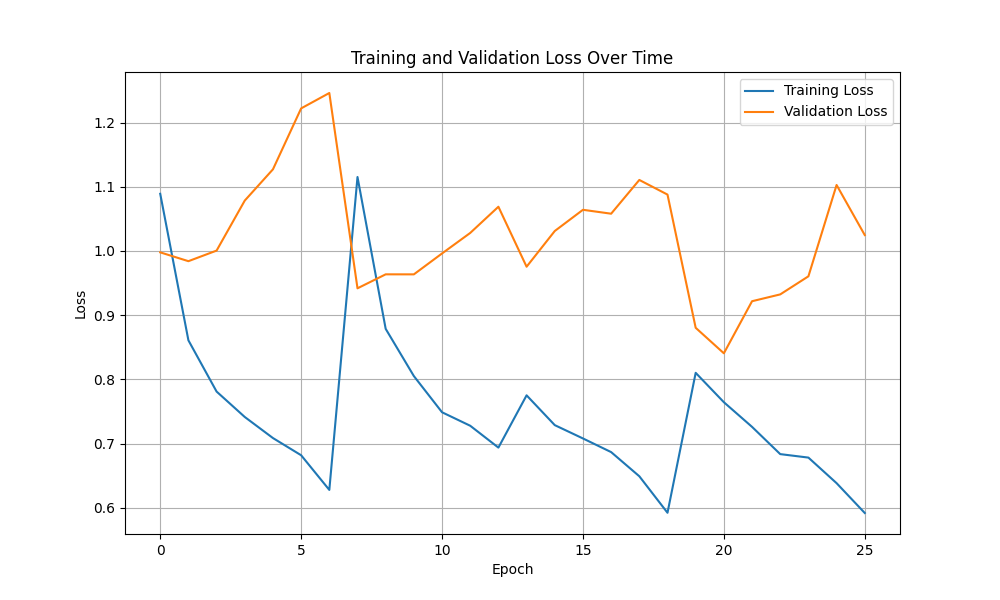 Training and Validation Loss Over Time
Training Loss
Validation Loss
Loss
1.2
1.1
1.0
0.9
0.8
0.7
0.6
0 5 10 15 20 25
Epoch